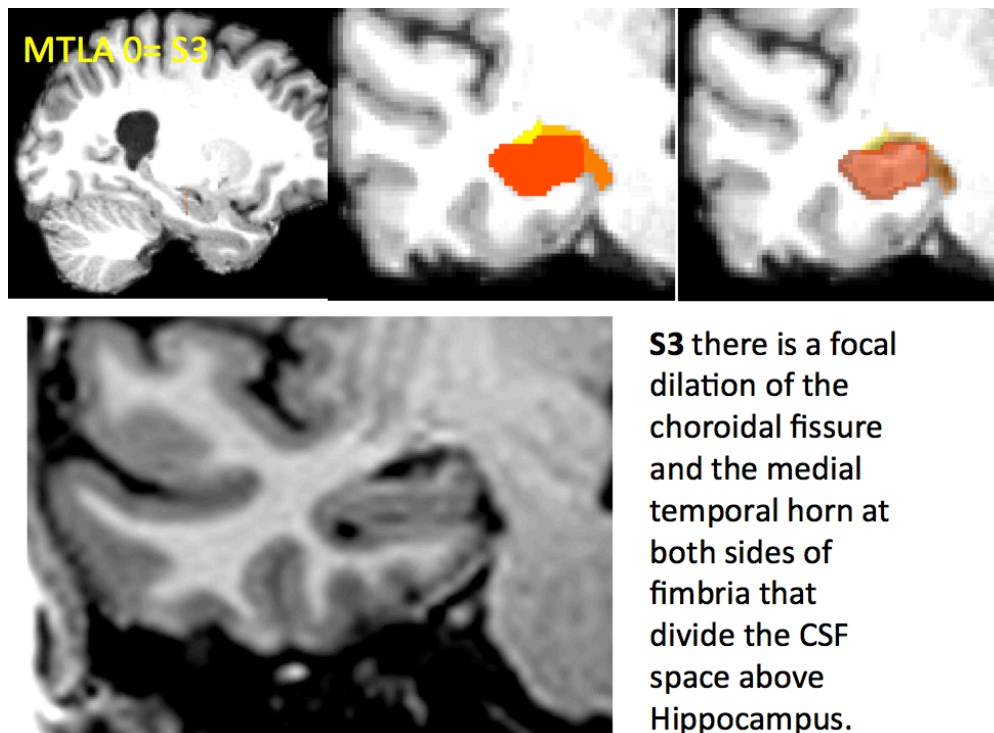 MTLA 0= S3
S3 there is a focal
dilation of the
choroidal fissure
and the medial
temporal horn at
both sides of
fimbria that
divide the CSF
space above
Hippocampus.